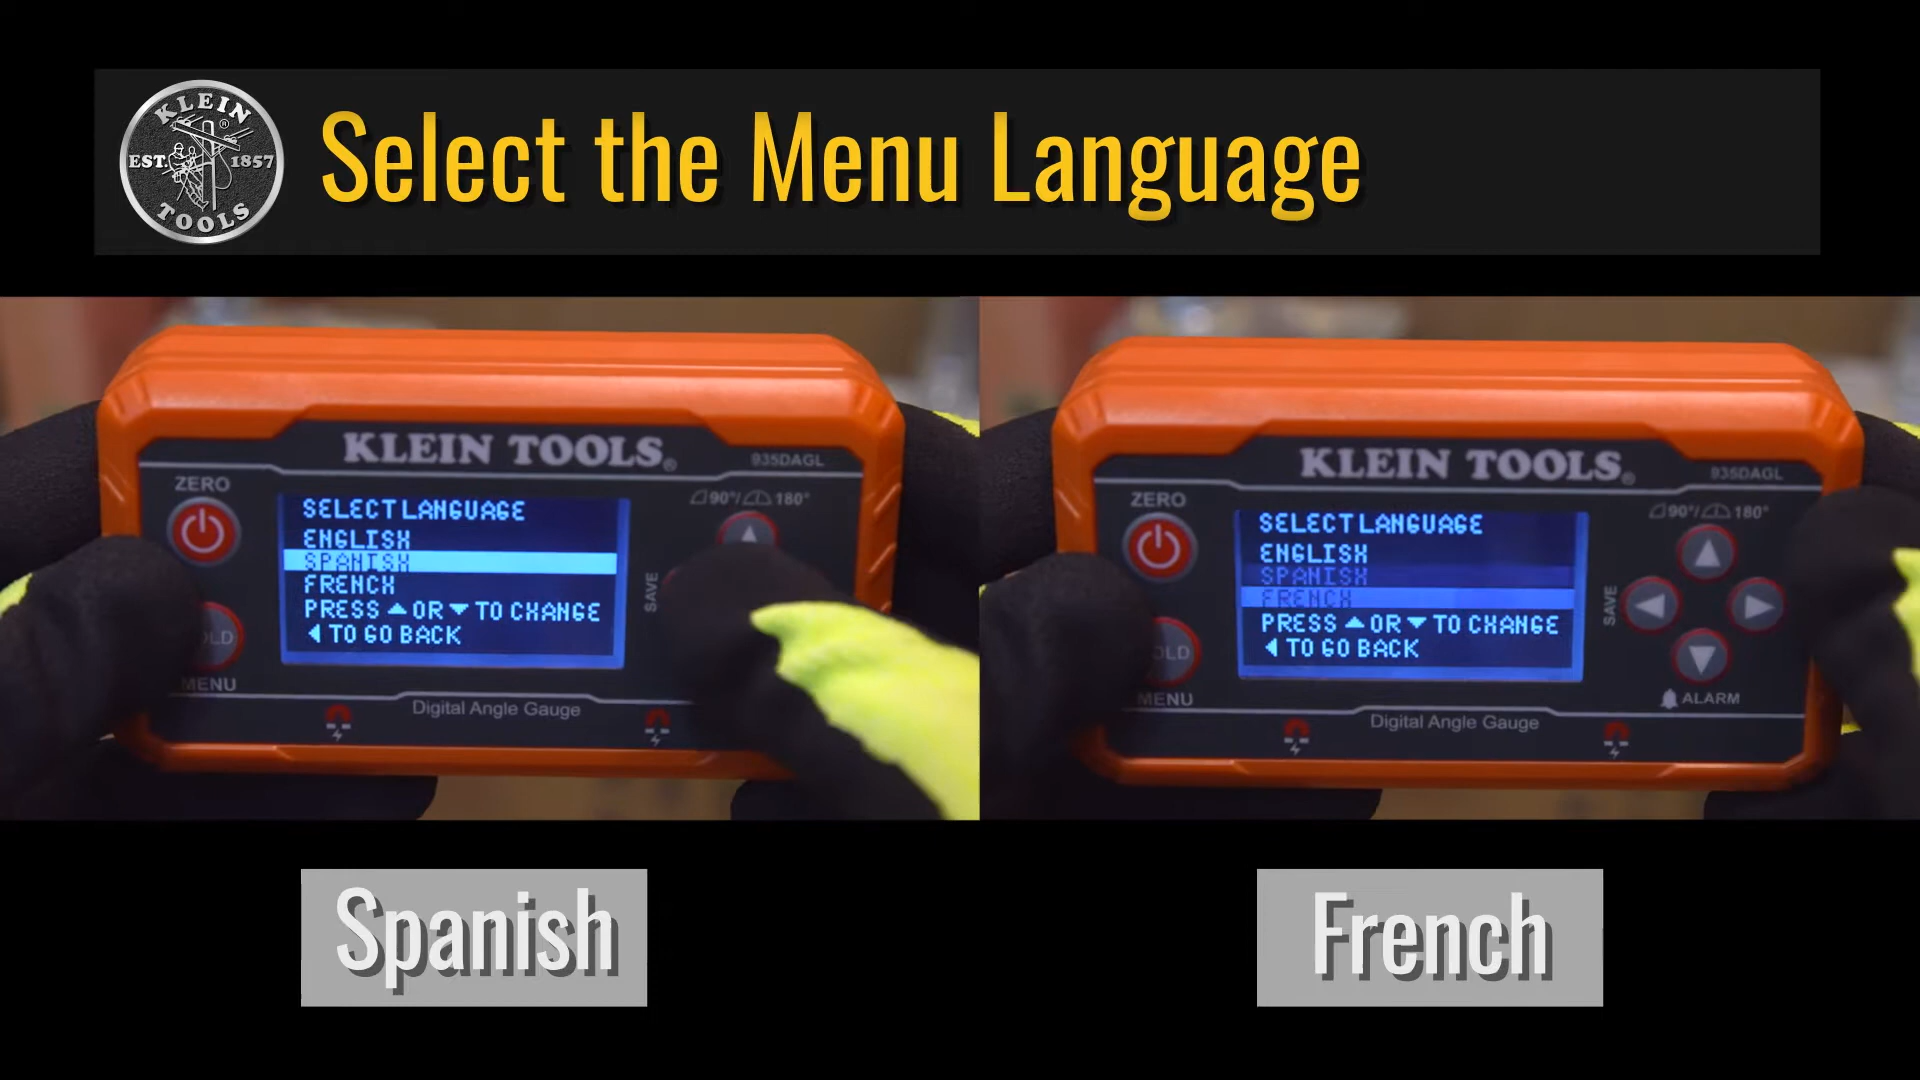 KLEIN
®
EST. 1857
TOOLS
Select the Menu Language
KLEIN TOOLS®
935DAGL
ZERO
90°/ 180°
SELECT LANGUAGE
ENGLISH
SPANISH
FRENCH
PRESS ▲ OR ▼ TO CHANGE
◀ TO GO BACK
SAVE
OLD
MENU
Digital Angle Gauge
KLEIN TOOLS®
935DAGL
ZERO
90°/ 180°
SELECT LANGUAGE
ENGLISH
SPANISH
FRENCH
PRESS ▲ OR ▼ TO CHANGE
◀ TO GO BACK
SAVE
OLD
MENU
ALARM
Digital Angle Gauge
Spanish
French